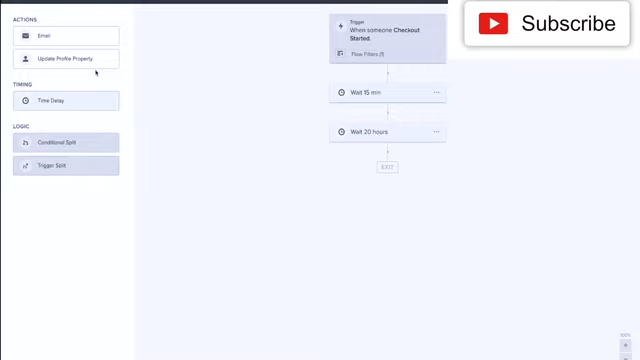 ACTIONS
Email
Update Profile Property
TIMING
Time Delay
LOGIC
Conditional Split
Trigger Split
Trigger
When someone Checkout
Started.
Flow Filters (1)
Wait 15 min
Wait 20 hours
EXIT
Subscribe
100%